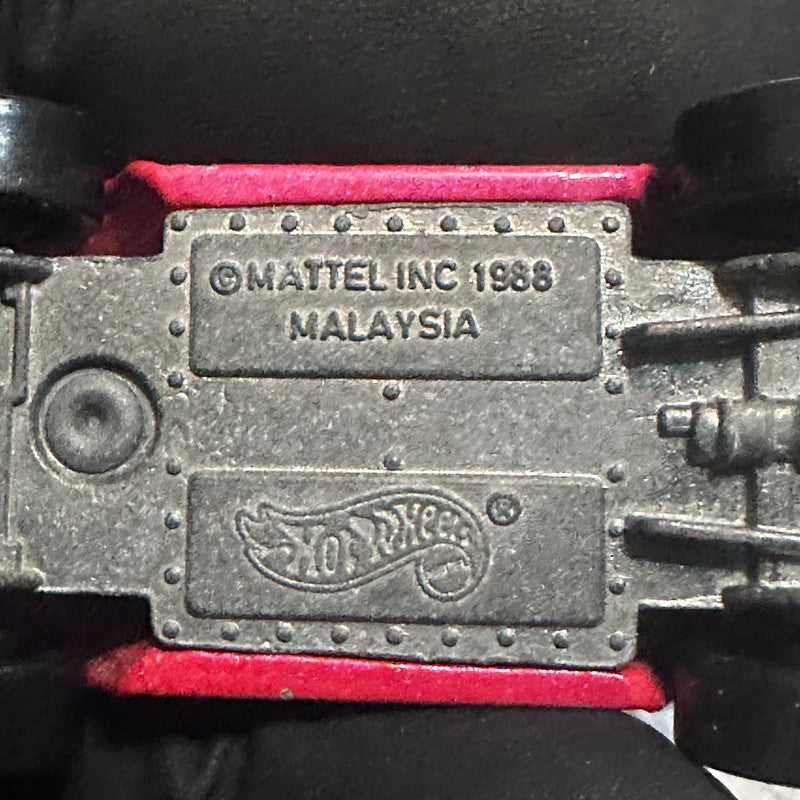 ©MATTEL INC 1988
MALAYSIA
Hot Wheels ®